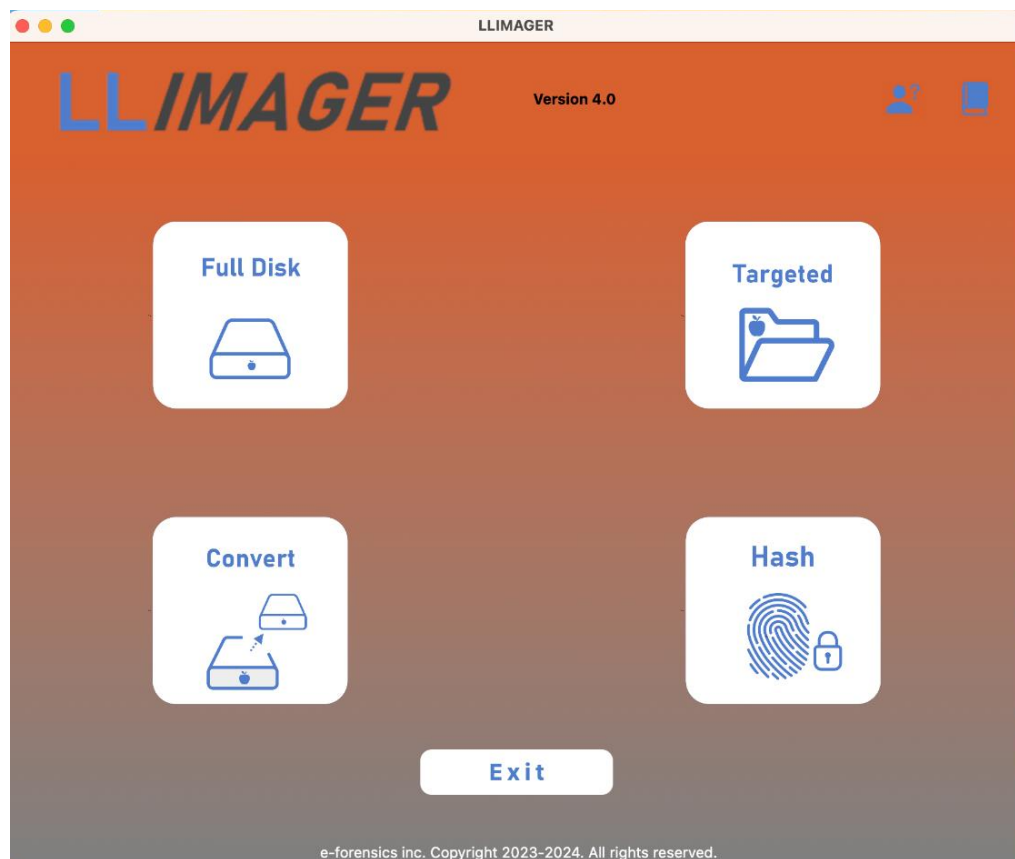 LLIMAGER
LLIMAGER
Version 4.0
?
Full Disk
Targeted
Convert
Hash
Exit
e-forensics inc. Copyright 2023-2024. All rights reserved.